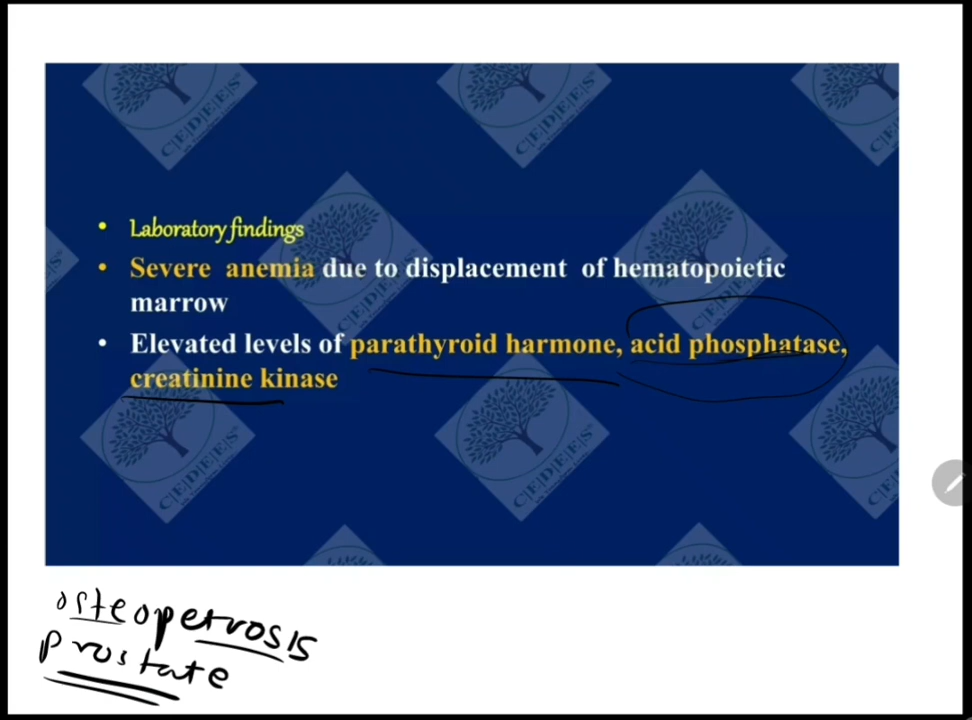 • Laboratory findings
• Severe anemia due to displacement of hematopoietic
marrow
• Elevated levels of parathyroid harmone, acid phosphatase,
creatinine kinase
osteopetrosis
prostate